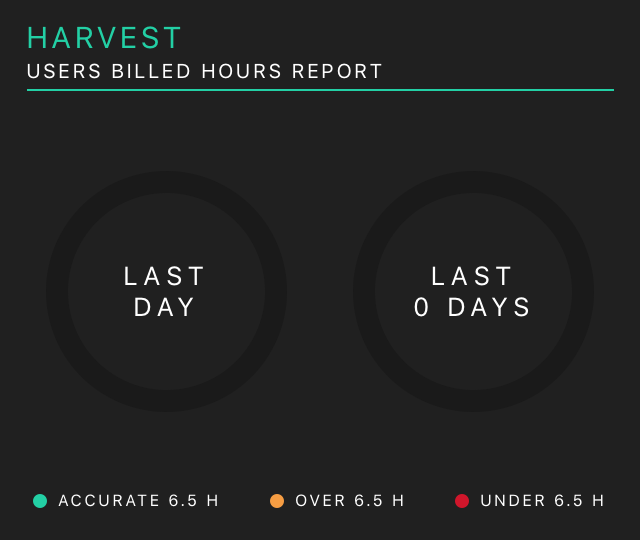 HARVEST
USERS BILLED HOURS REPORT
LAST
DAY
LAST
0 DAYS
ACCURATE 6.5 H
OVER 6.5 H
UNDER 6.5 H